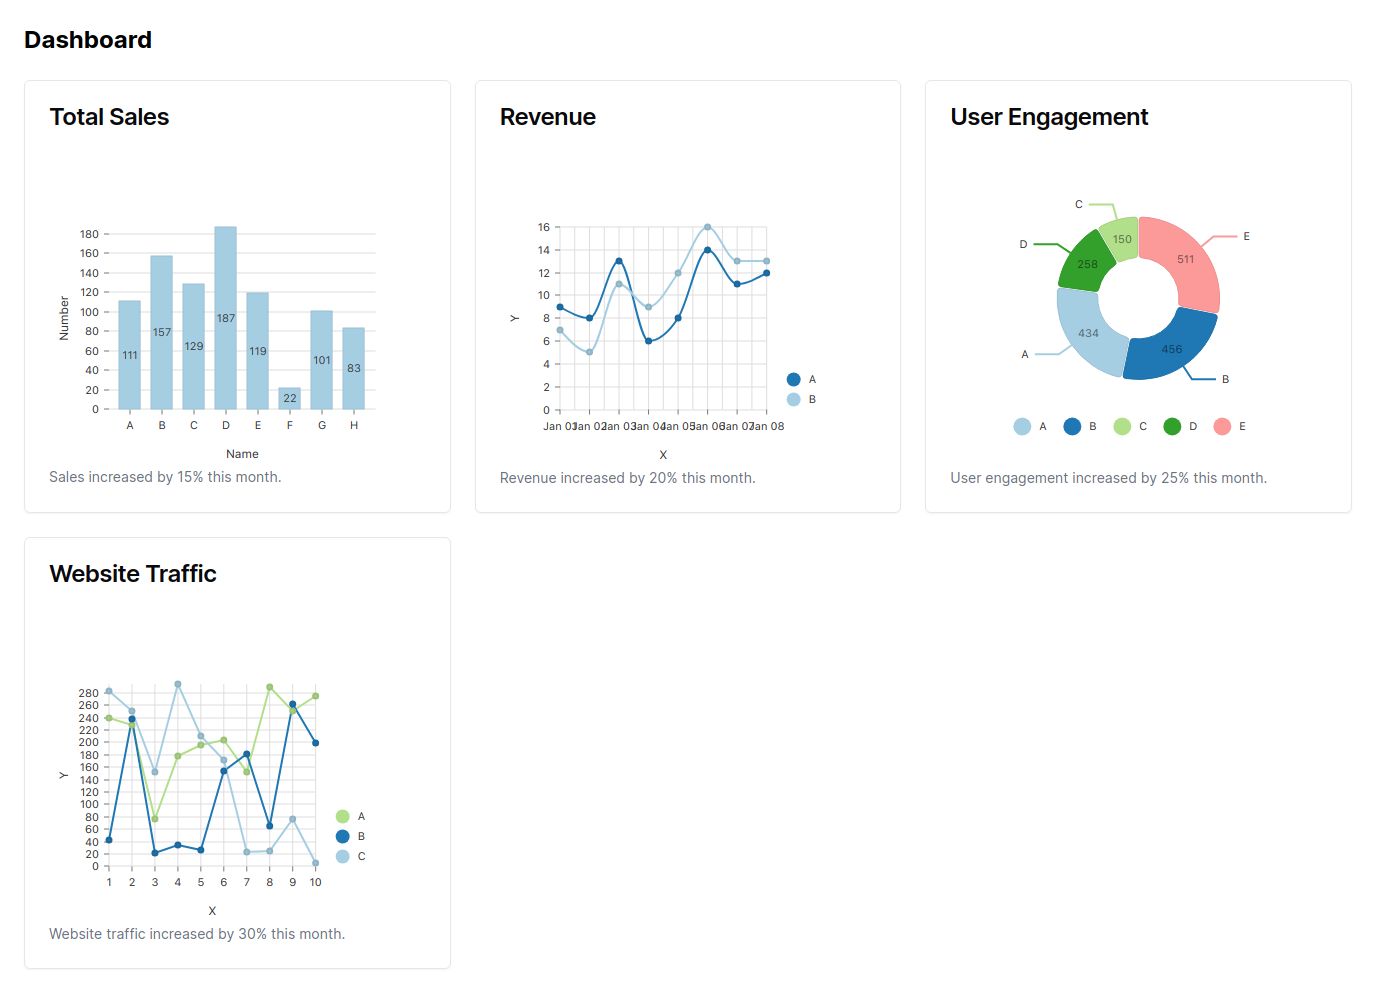 Dashboard
Total Sales
180
160
140
120
100
80
60
40
20
0
Number
111
157
129
187
119
22
101
83
A B C D E F G H
Name
Sales increased by 15% this month.
Revenue
16
14
12
10
8
6
4
2
0
Y
A
B
Jan 01 Jan 02 Jan 03 Jan 04 Jan 05 Jan 06 Jan 07 Jan 08
X
Revenue increased by 20% this month.
User Engagement
C
D
E
A
B
150
258
511
434
456
A B C D E
User engagement increased by 25% this month.
Website Traffic
280
260
240
220
200
180
160
140
120
100
80
60
40
20
0
Y
A
B
C
1 2 3 4 5 6 7 8 9 10
X
Website traffic increased by 30% this month.